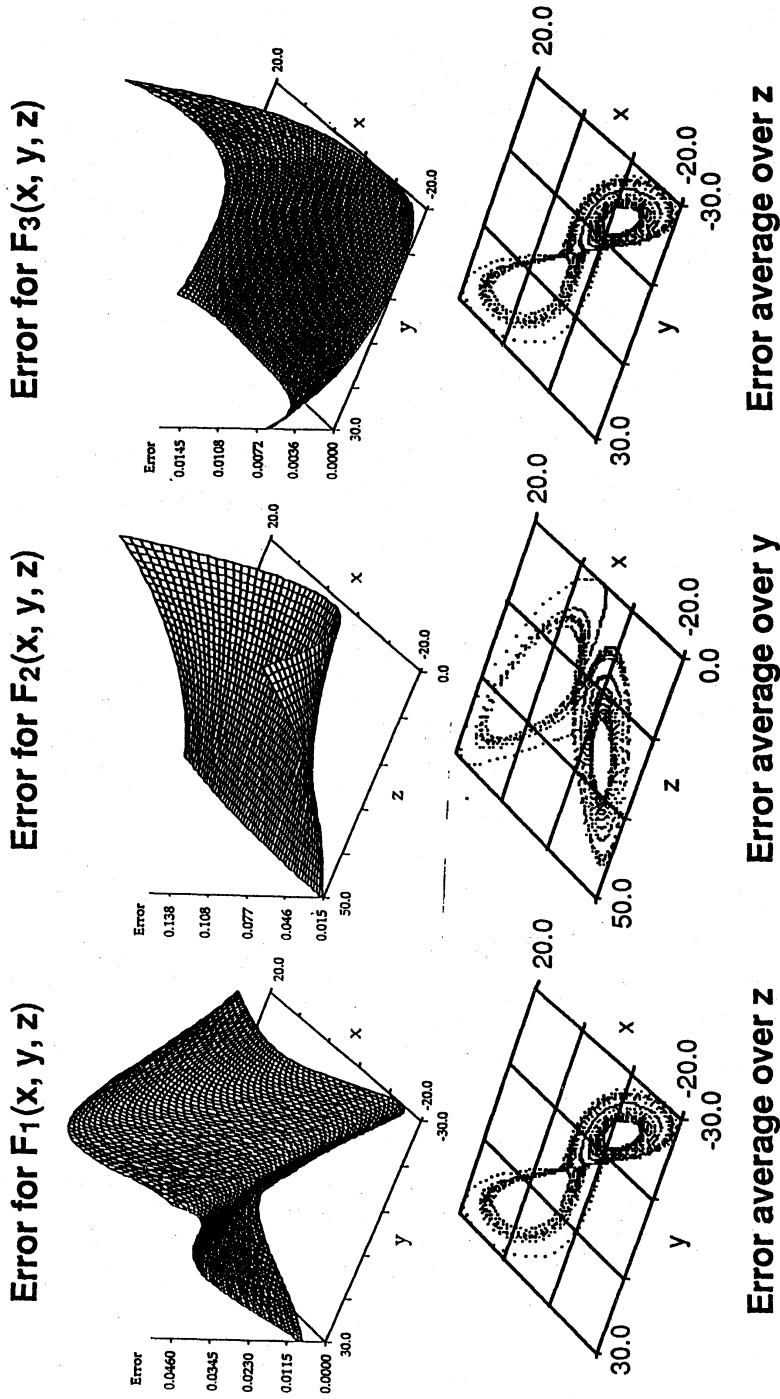 Error for F1(x, y, z)
Error
0.0460
0.0345
0.0230
0.0115
0.0000
30.0
y
-30.0
-20.0
x
20.0
20.0
x
-20.0
-30.0
y
30.0
Error average over z
Error for F2(x, y, z)
Error
0.138
0.108
0.077
0.046
0.015
50.0
z
0.0
-20.0
x
20.0
20.0
x
-20.0
0.0
z
50.0
Error average over y
Error for F3(x, y, z)
Error
0.0145
0.0108
0.0072
0.0036
0.0000
30.0
y
-30.0
-20.0
x
20.0
20.0
x
-20.0
-30.0
y
30.0
Error average over z